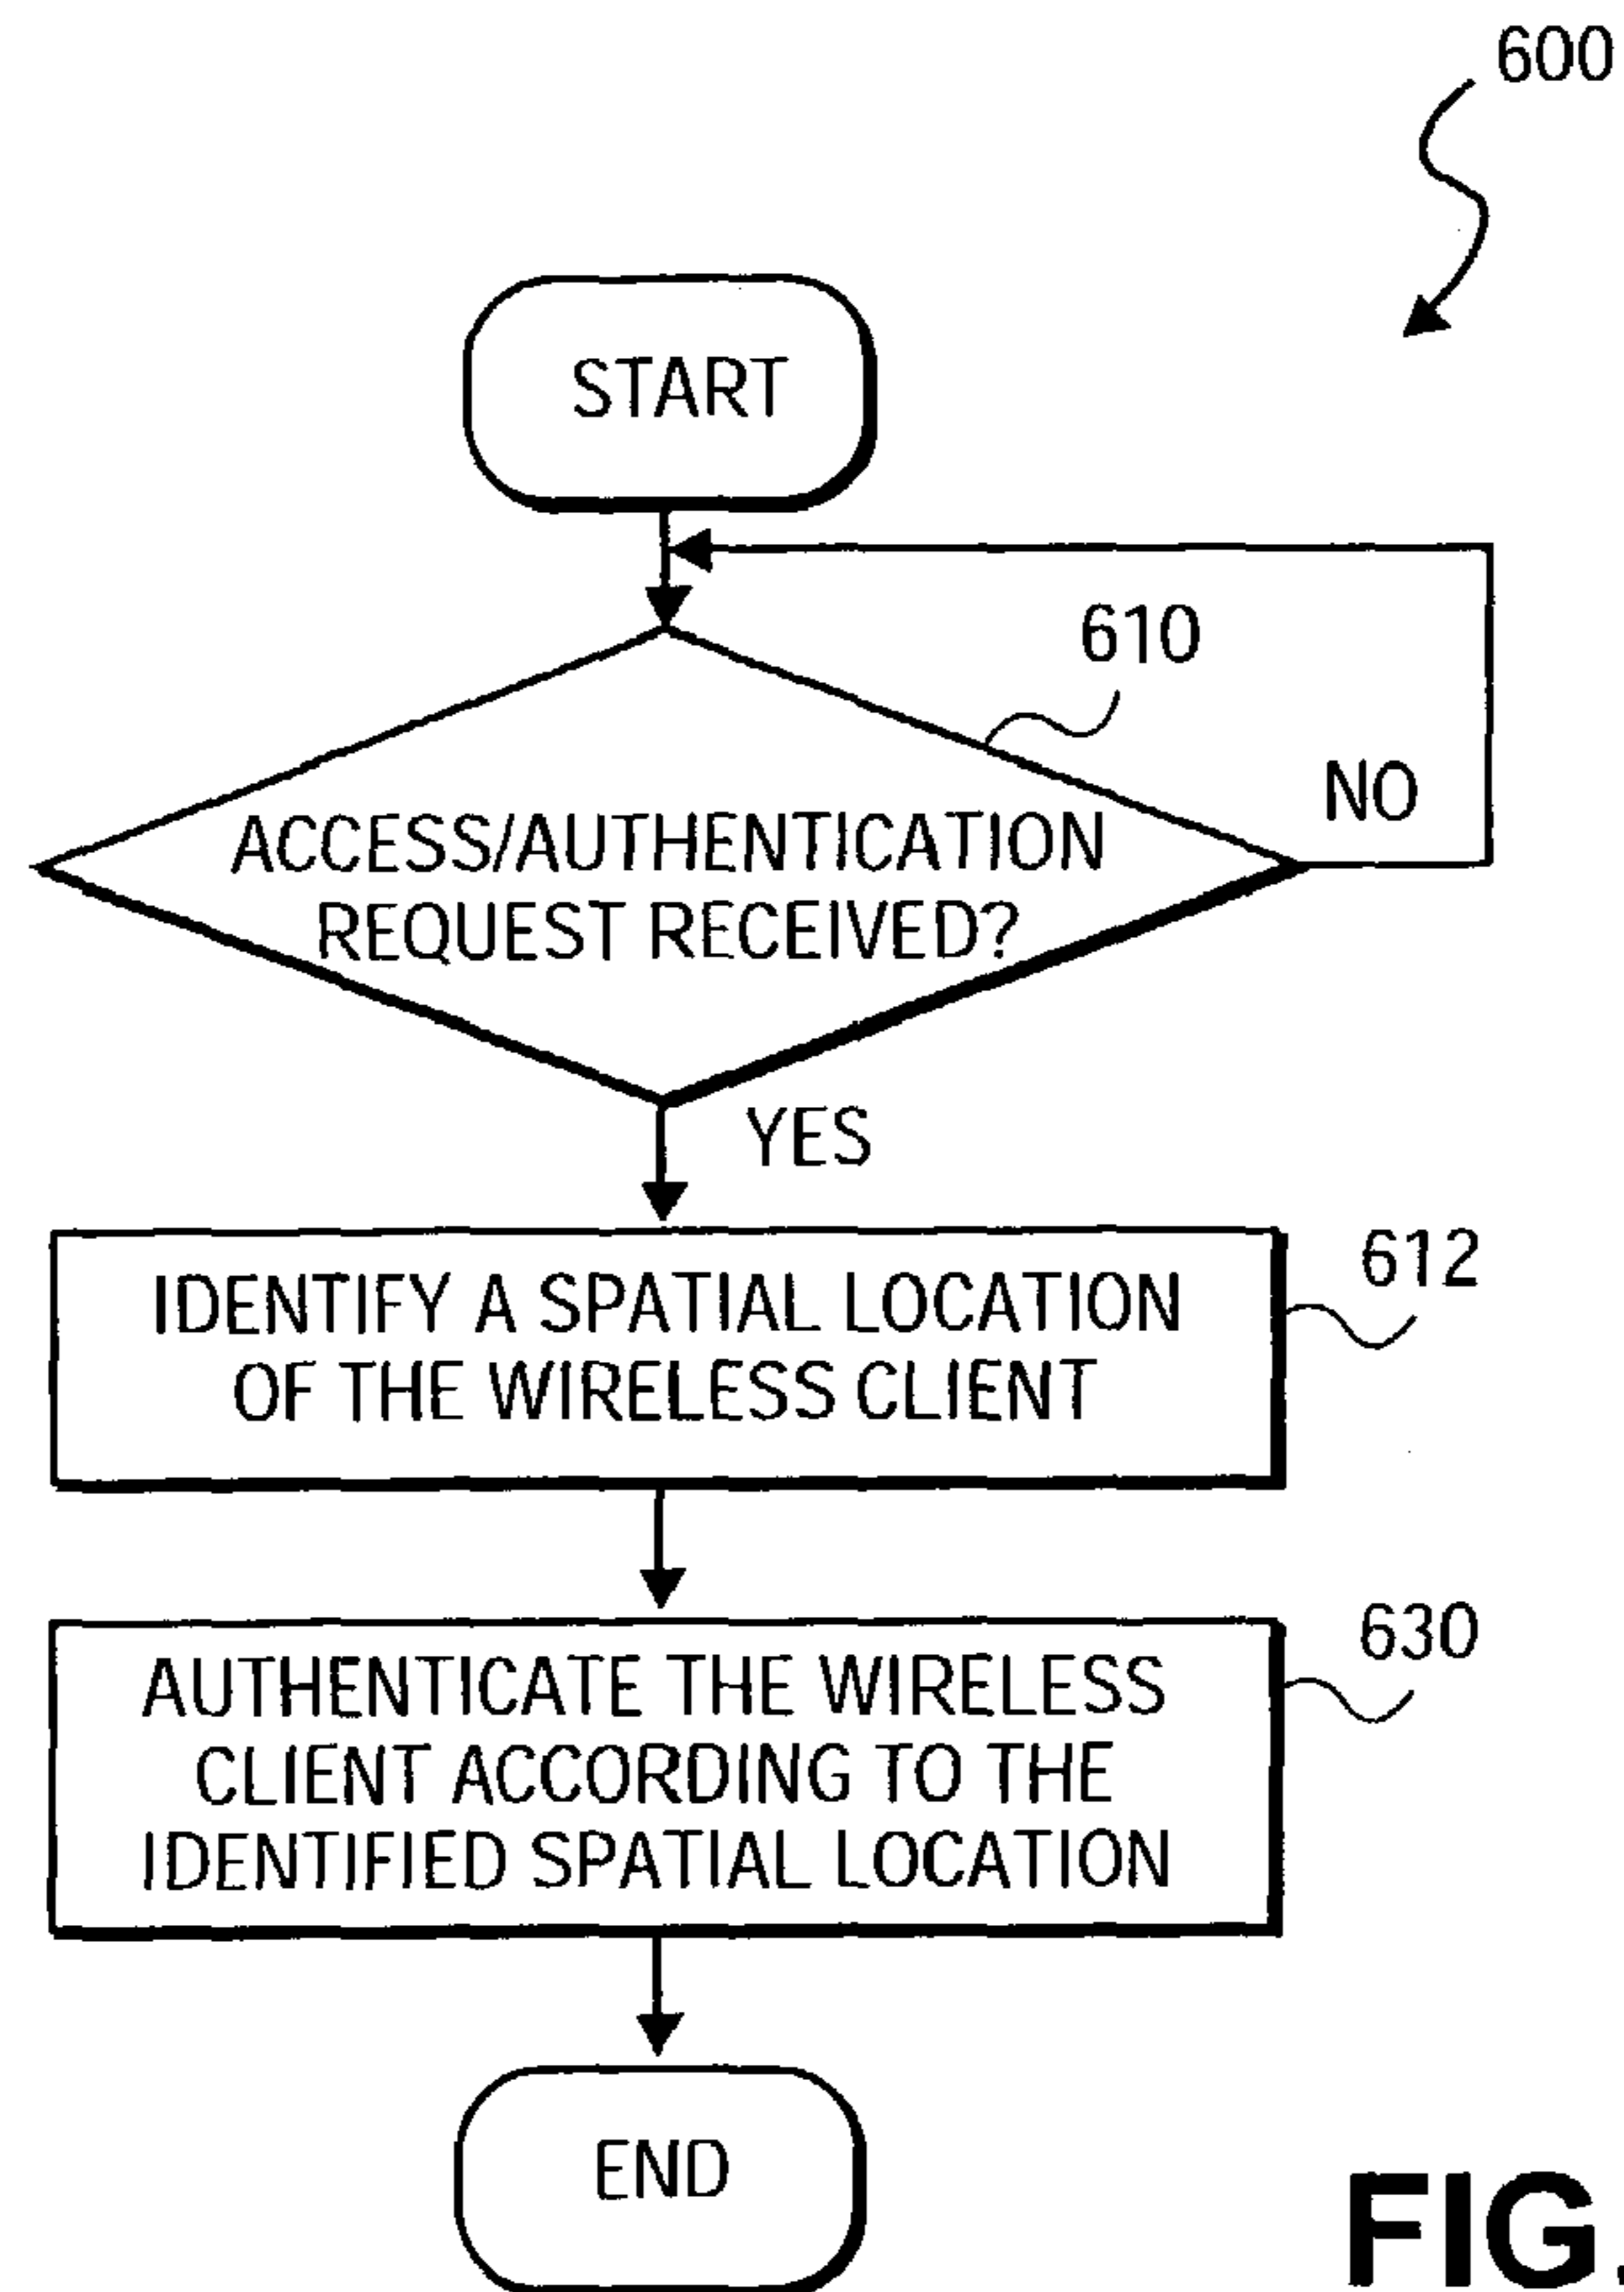 600
START
610
NO
ACCESS/AUTHENTICATION
REQUEST RECEIVED?
YES
612
IDENTIFY A SPATIAL LOCATION
OF THE WIRELESS CLIENT
630
AUTHENTICATE THE WIRELESS
CLIENT ACCORDING TO THE
IDENTIFIED SPATIAL LOCATION
END
FIG.